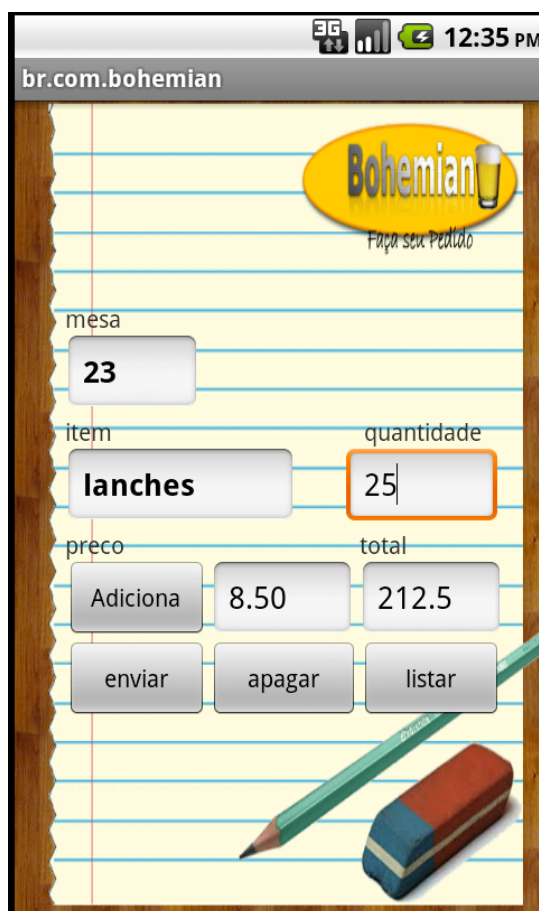 3G 12:35 PM
br.com.bohemian
Bohemian
Faça seu Pedido
mesa
23
item quantidade
lanches 25
preco total
Adiciona 8.50 212.5
enviar apagar listar